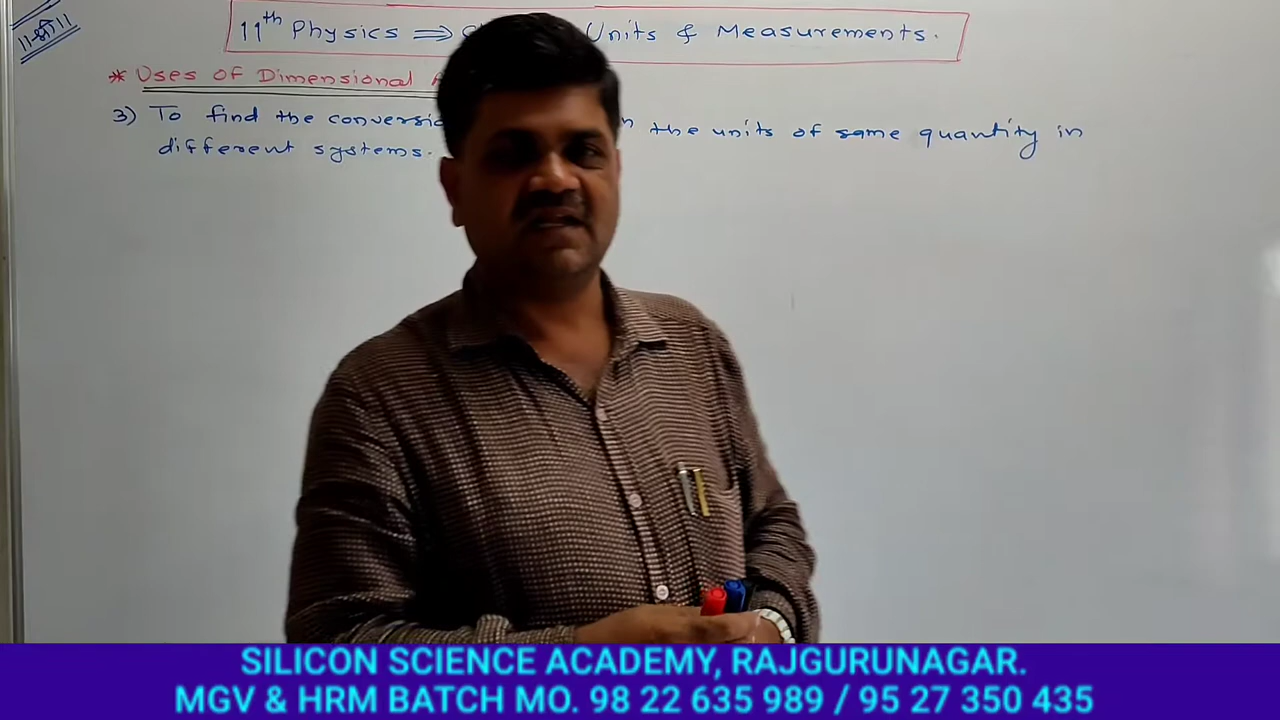 ॥श्री॥
11th Physics ⇒ Units & Measurements.
* Uses of Dimensional
3) To find the the units of same quantity in
different systems.
SILICON SCIENCE ACADEMY, RAJGURUNAGAR.
MGV & HRM BATCH MO. 98 22 635 989 / 95 27 350 435